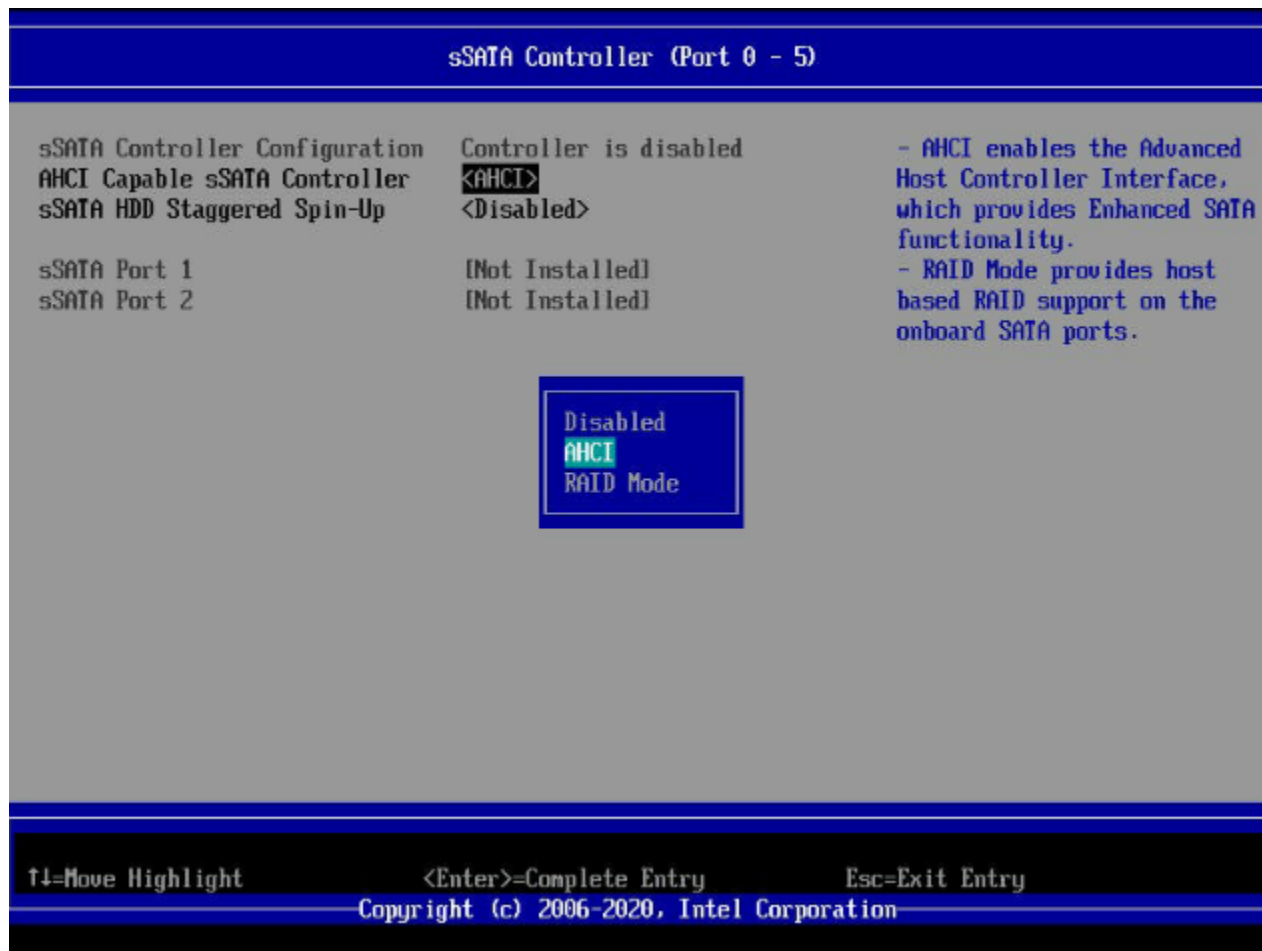 sSATA Controller (Port 0 - 5)
sSATA Controller Configuration Controller is disabled
AHCI Capable sSATA Controller <AHCI>
sSATA HDD Staggered Spin-Up <Disabled>
sSATA Port 1 [Not Installed]
sSATA Port 2 [Not Installed]
- AHCI enables the Advanced
Host Controller Interface,
which provides Enhanced SATA
functionality.
- RAID Mode provides host
based RAID support on the
onboard SATA ports.
Disabled
AHCI
RAID Mode
↑↓=Move Highlight <Enter>=Complete Entry Esc=Exit Entry
Copyright (c) 2006-2020, Intel Corporation